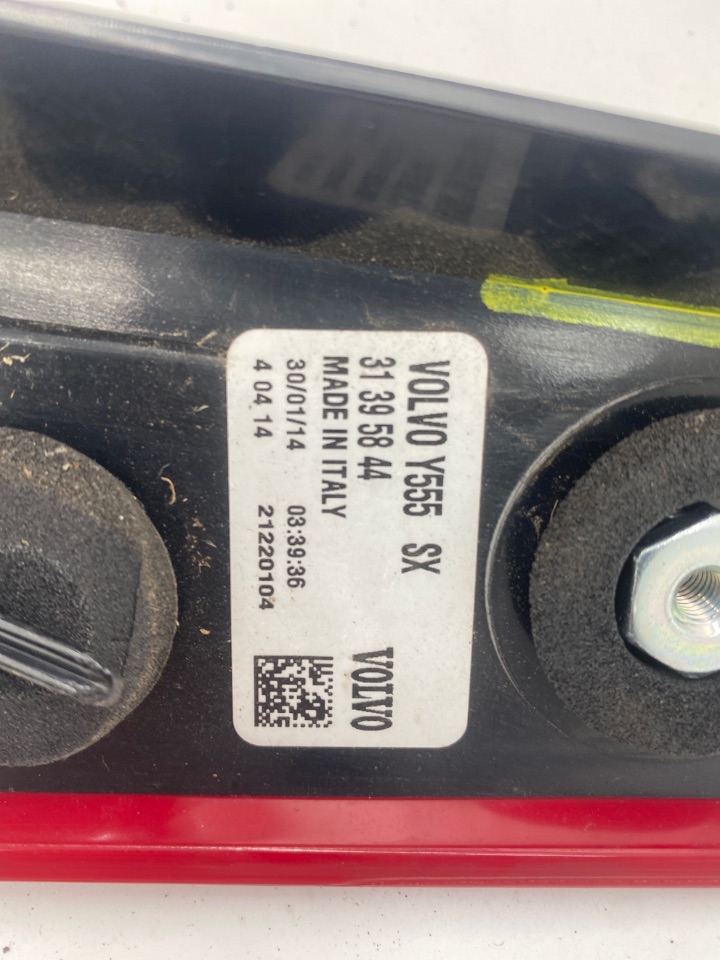 VOLVO Y555 SX
31 39 58 44
MADE IN ITALY
VOLVO
30/01/14 03:39:36
4 04 14 21220104